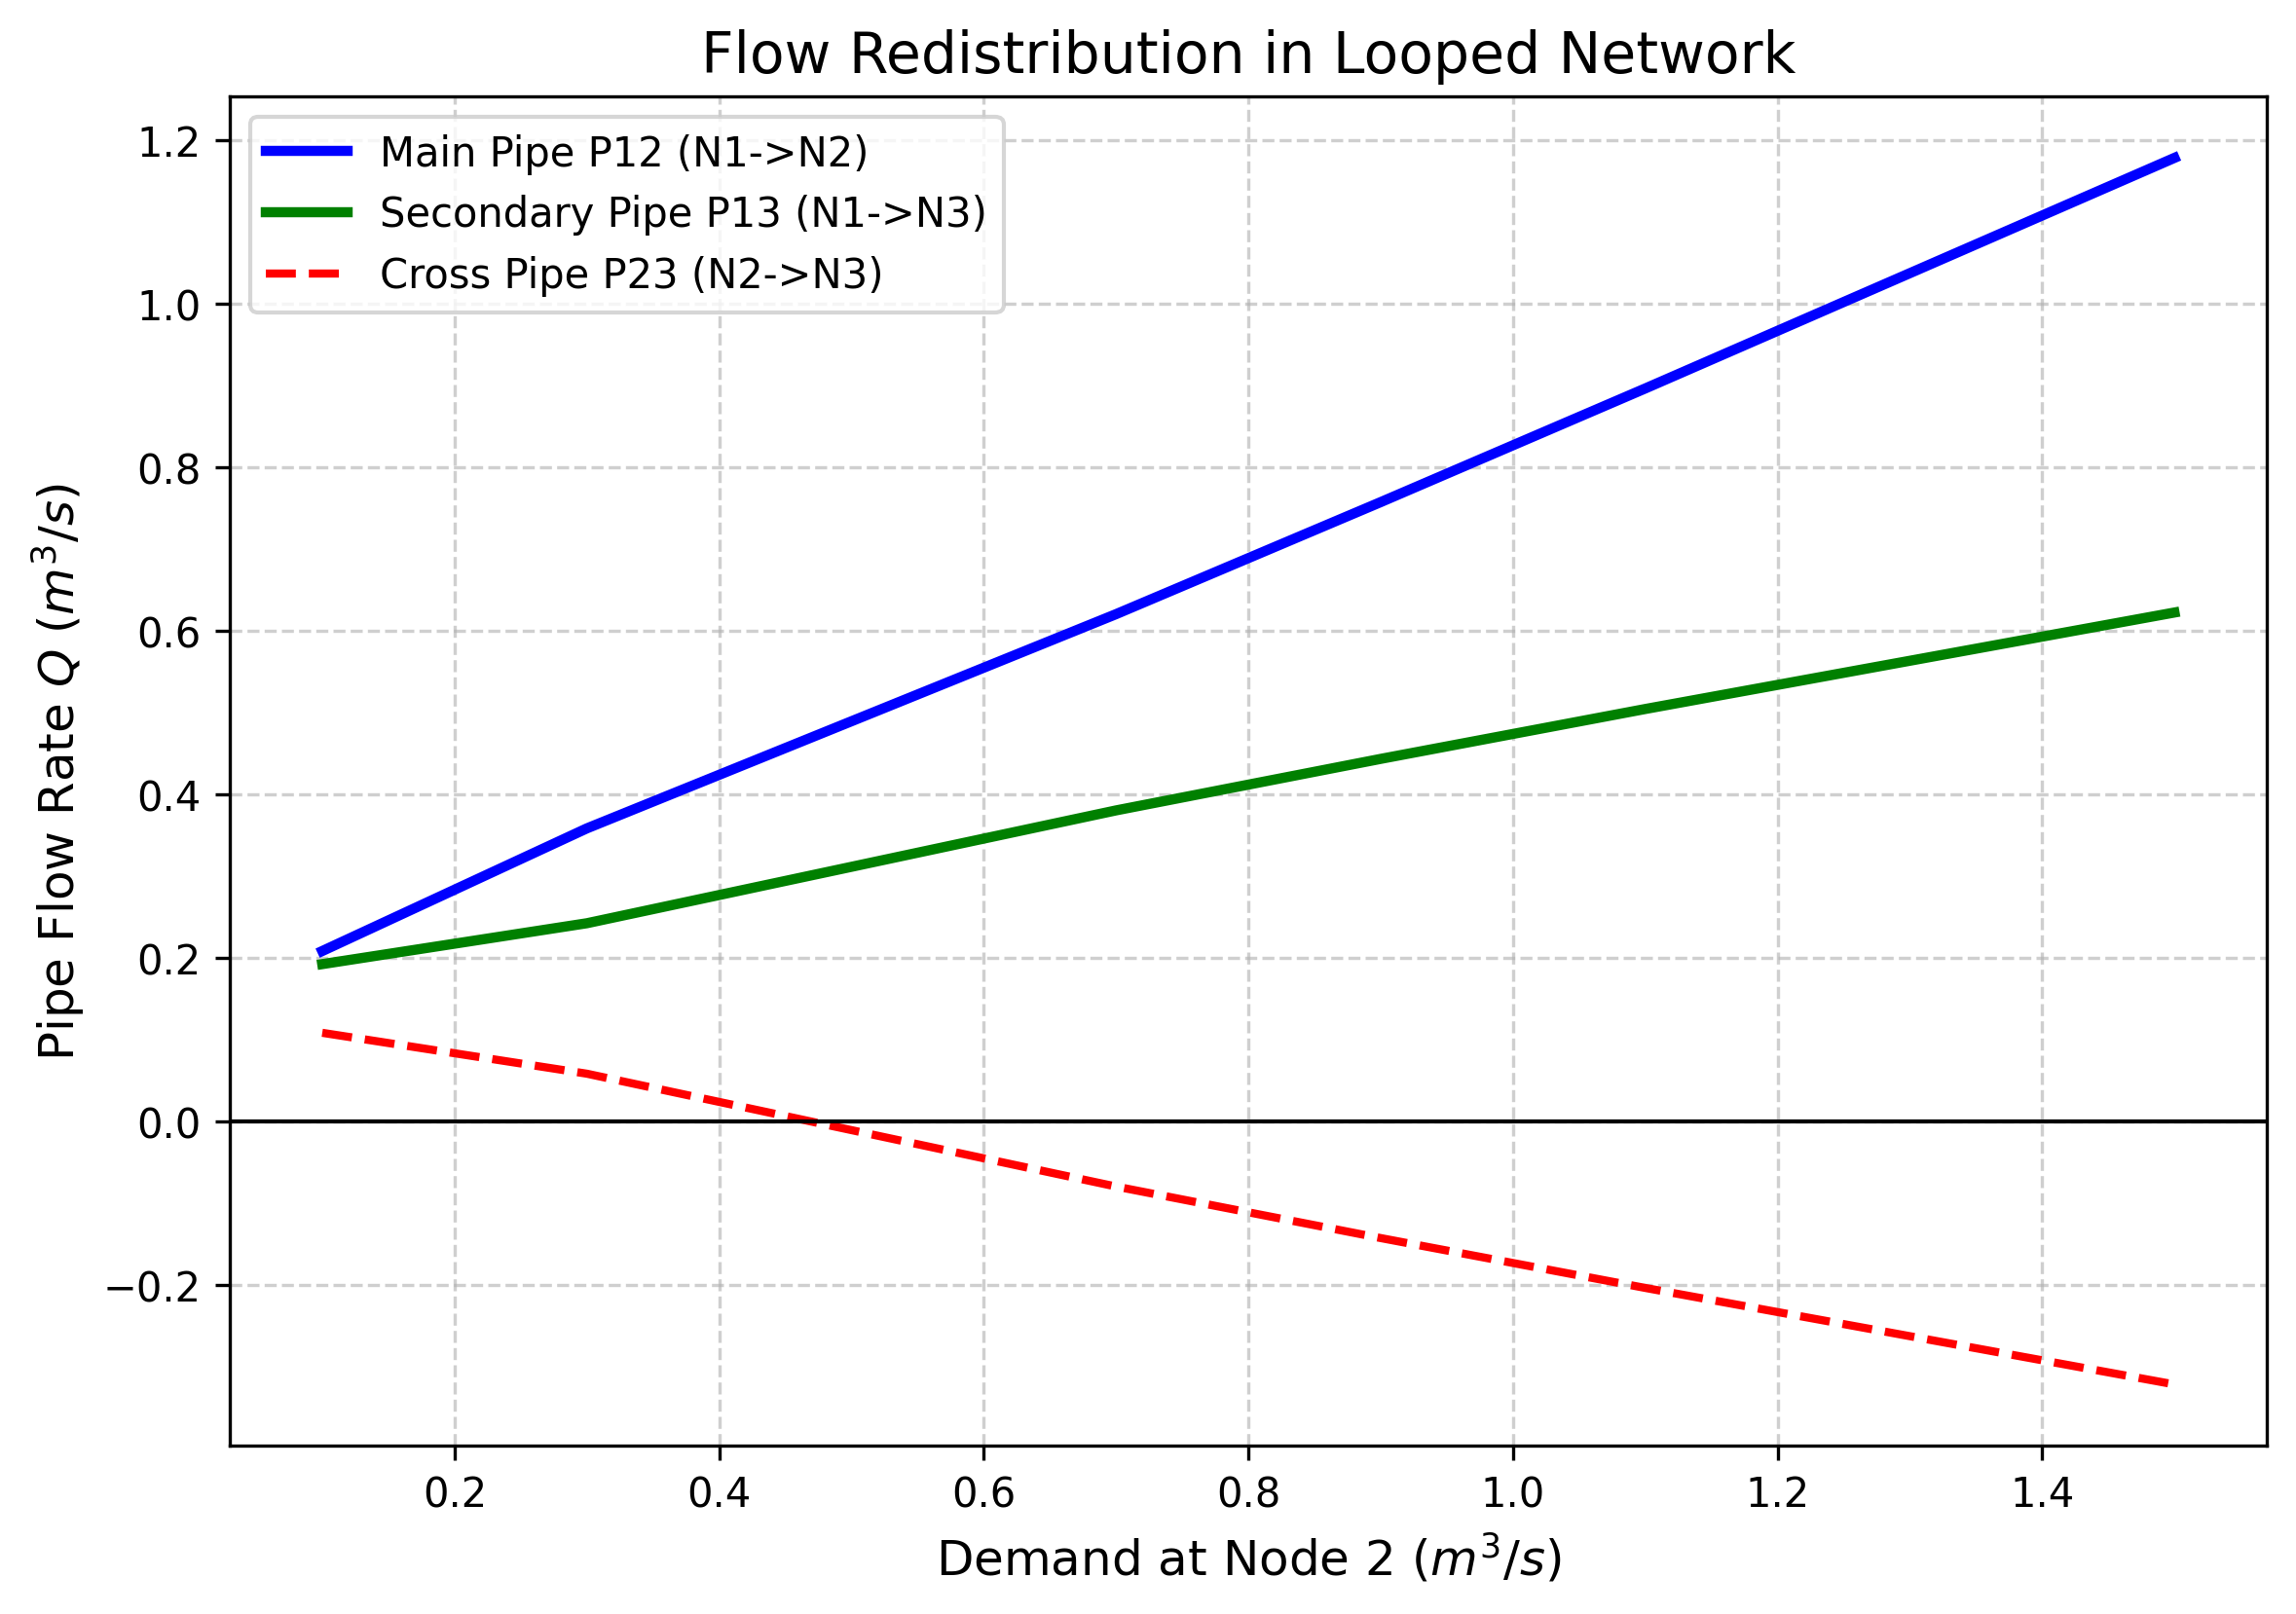 Flow Redistribution in Looped Network
Main Pipe P12 (N1->N2)
Secondary Pipe P13 (N1->N3)
Cross Pipe P23 (N2->N3)
Pipe Flow Rate Q (m³/s)
1.2
1.0
0.8
0.6
0.4
0.2
0.0
−0.2
0.2 0.4 0.6 0.8 1.0 1.2 1.4
Demand at Node 2 (m³/s)